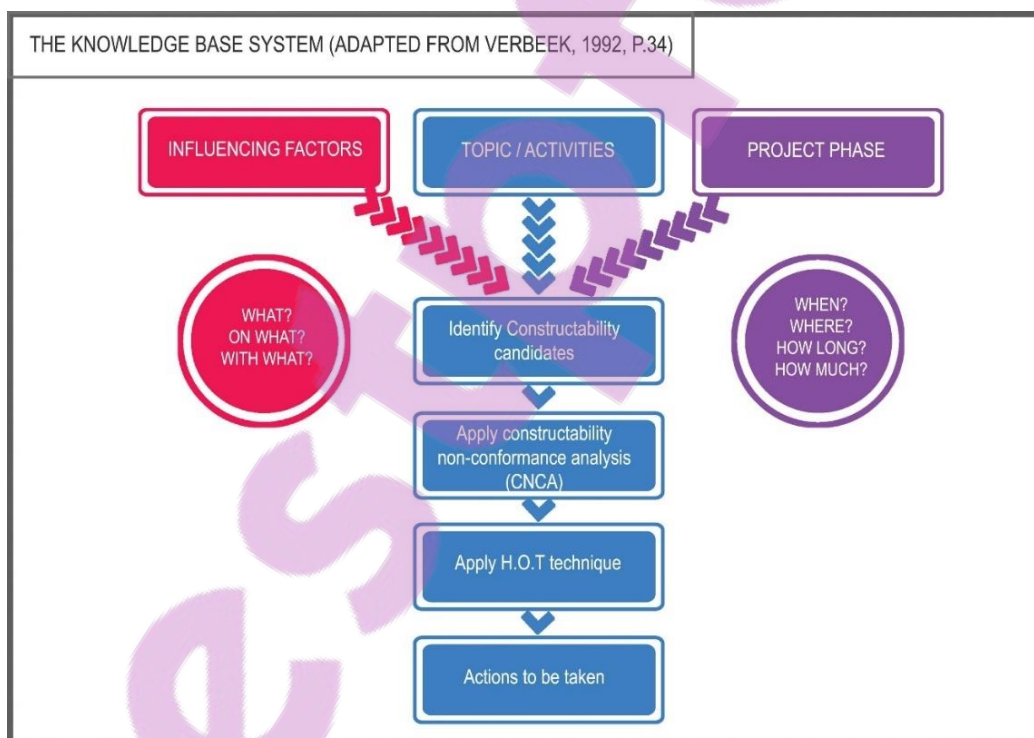 THE KNOWLEDGE BASE SYSTEM (ADAPTED FROM VERBEEK, 1992, P.34)
INFLUENCING FACTORS
TOPIC / ACTIVITIES
PROJECT PHASE
WHAT?
ON WHAT?
WITH WHAT?
Identify Constructability
candidates
WHEN?
WHERE?
HOW LONG?
HOW MUCH?
Apply constructability
non-conformance analysis
(CNCA)
Apply H.O.T technique
Actions to be taken